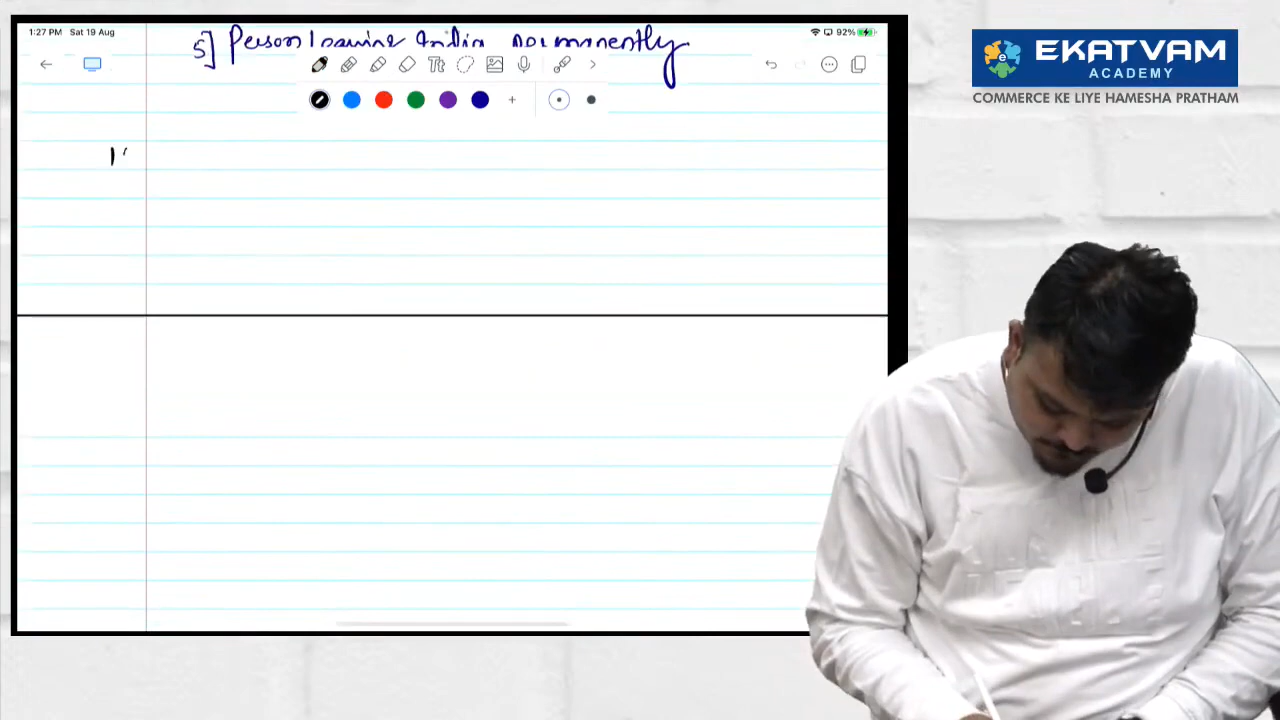 1:27 PM Sat 19 Aug
92%
5] Person leaving India permanently
Tt
EKATVAM
ACADEMY
COMMERCE KE LIYE HAMESHA PRATHAM